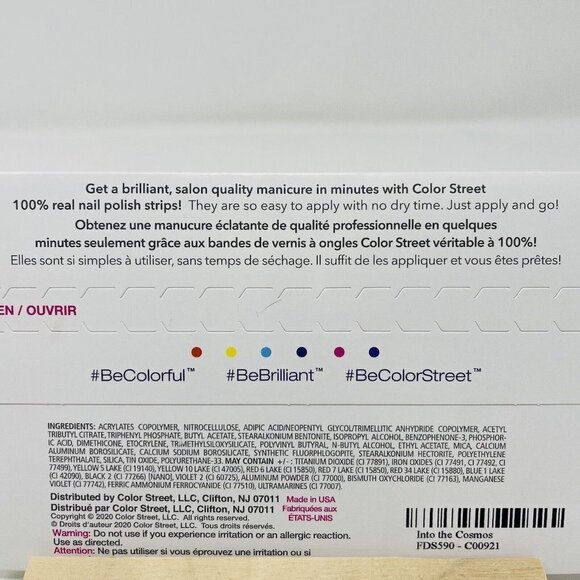 Get a brilliant, salon quality manicure in minutes with Color Street
100% real nail polish strips! They are so easy to apply with no dry time. Just apply and go!
Obtenez une manucure éclatante de qualité professionnelle en quelques
minutes seulement grâce aux bandes de vernis à ongles Color Street véritable à 100%!
Elles sont si simples à utiliser, sans temps de séchage. Il suffit de les appliquer et vous êtes prêtes!
EN / OUVRIR
#BeColorful™ #BeBrilliant™ #BeColorStreet™
INGREDIENTS: ACRYLATES COPOLYMER, NITROCELLULOSE, ADIPIC ACID/NEOPENTYL GLYCOL/TRIMELLITIC ANHYDRIDE COPOLYMER, ACETYL
TRIBUTYL CITRATE, TRIPHENYL PHOSPHATE, BUTYL ACETATE, STEARALKONIUM BENTONITE, ISOPROPYL ALCOHOL, BENZOPHENONE-3, PHOSPHOR-
IC ACID, DIMETHICONE, ETOCRYLENE, TRIMETHYLSILOXYSILICATE, POLYVINYL BUTYRAL, N-BUTYL ALCOHOL, ETHYL ACETATE, MICA, CALCIUM
ALUMINUM BOROSILICATE, CALCIUM SODIUM BOROSILICATE, SYNTHETIC FLUORPHLOGOPITE, STEARALKONIUM HECTORITE, POLYETHYLENE
TEREPHTHALATE, SILICA, TIN OXIDE, POLYURETHANE-33. MAY CONTAIN +/- : TITANIUM DIOXIDE (CI 77891), IRON OXIDES (CI 77491, CI 77492, CI
77499), YELLOW 5 LAKE (CI 19140), YELLOW 10 LAKE (CI 47005), RED 6 LAKE (CI 15850), RED 7 LAKE (CI 15850), RED 34 LAKE (CI 15880), BLUE 1 LAKE
(CI 42090), BLACK 2 (CI 77266) [NANO], VIOLET 2 (CI 60725), ALUMINUM POWDER (CI 77000), BISMUTH OXYCHLORIDE (CI 77163), MANGANESE
VIOLET (CI 77742), FERRIC AMMONIUM FERROCYANIDE (CI 77510), ULTRAMARINES (CI 77007).
Distributed by Color Street, LLC, Clifton, NJ 07011
Distribué par Color Street, LLC, Clifton, NJ 07011
Copyright © 2020 Color Street, LLC. All rights reserved.
© Droits d'auteur 2020 Color Street, LLC. Tous droits réservés.
Made in USA
Fabriquées aux
ÉTATS-UNIS
Warning: Do not use if you experience irritation or an allergic reaction.
Use as directed.
Attention: Ne pas utiliser si vous éprouvez une irritation ou si
Into the Cosmos
FDS590 - C00921